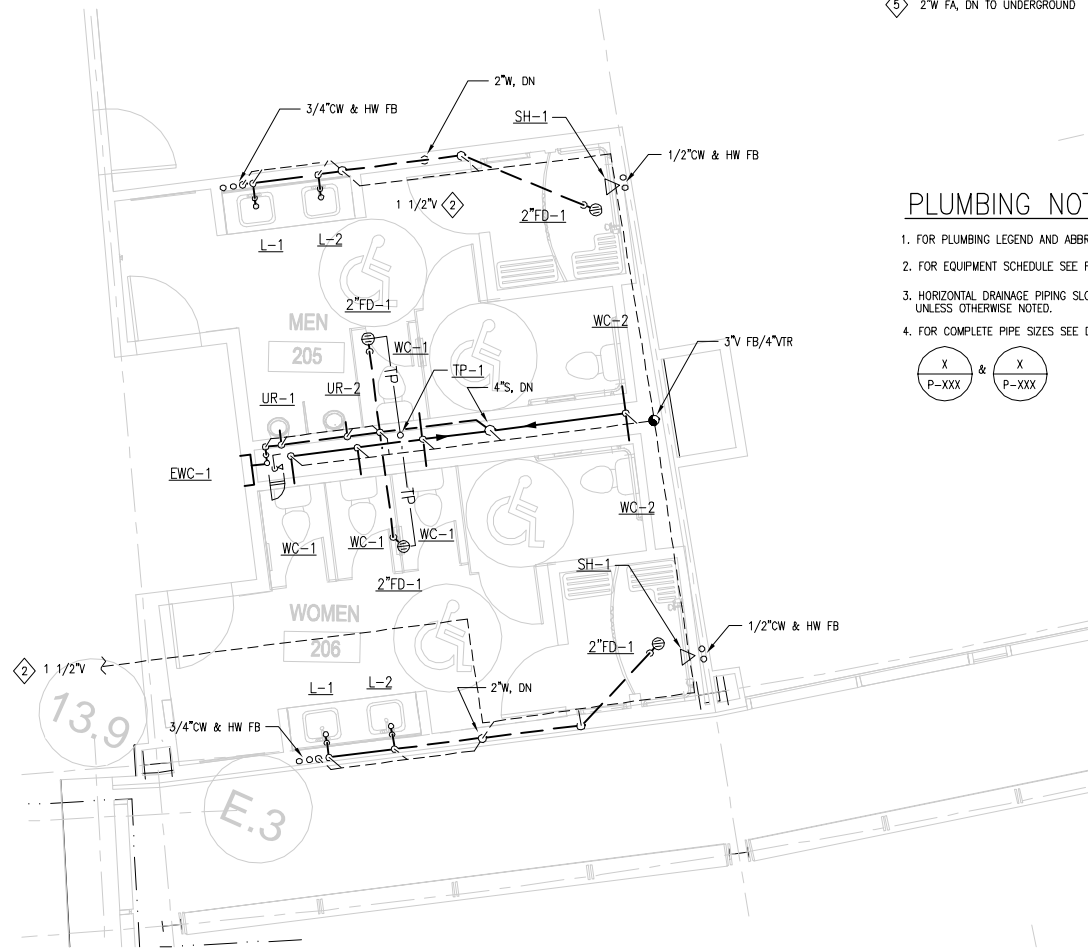 5 2"W FA, DN TO UNDERGROUND
2"W, DN
3/4"CW & HW FB
SH-1
1/2"CW & HW FB
1 1/2"V 2
2"FD-1
L-1
L-2
PLUMBING NOT
1. FOR PLUMBING LEGEND AND ABBR
2. FOR EQUIPMENT SCHEDULE SEE
3. HORIZONTAL DRAINAGE PIPING
UNLESS OTHERWISE NOTED.
4. FOR COMPLETE PIPE SIZES SEE
X & X
P-XXX P-XXX
2"FD-1
MEN
205
WC-1
WC-2
3"V FB/4"VTR
TP
TP-1
UR-2
4"S, DN
UR-1
EWC-1
TP
WC-2
WC-1
WC-1
WC-1
2"FD-1
SH-1
WOMEN
206
1/2"CW & HW FB
2"FD-1
2 1 1/2"V
L-1
L-2
2"W, DN
13.9
3/4"CW & HW FB
E.3